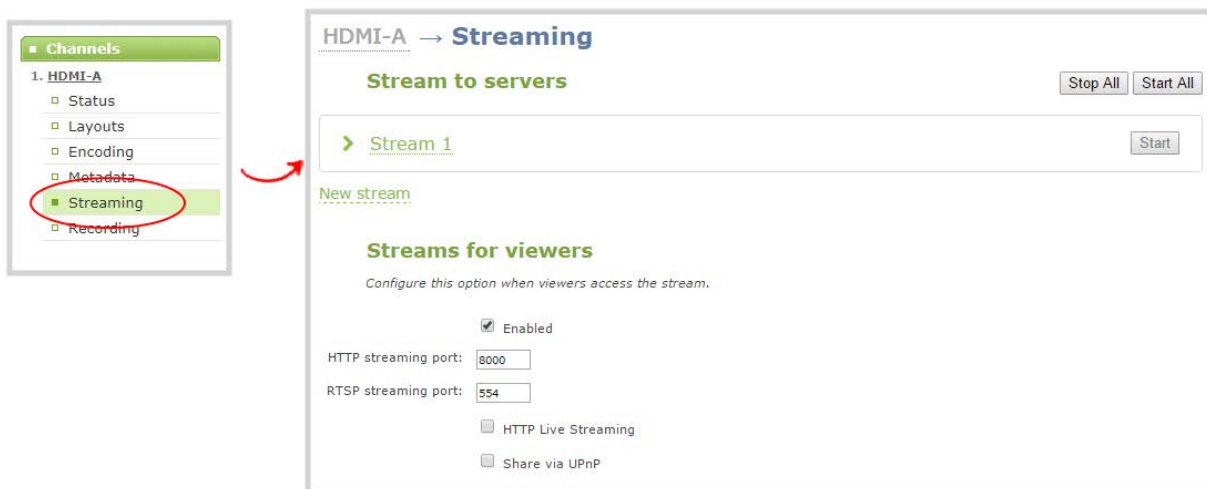 Channels
1. HDMI-A
Status
Layouts
Encoding
Metadata
Streaming
Recording
HDMI-A → Streaming
Stream to servers
Stop All Start All
Stream 1
Start
New stream
Streams for viewers
Configure this option when viewers access the stream.
Enabled
HTTP streaming port: 8000
RTSP streaming port: 554
HTTP Live Streaming
Share via UPnP